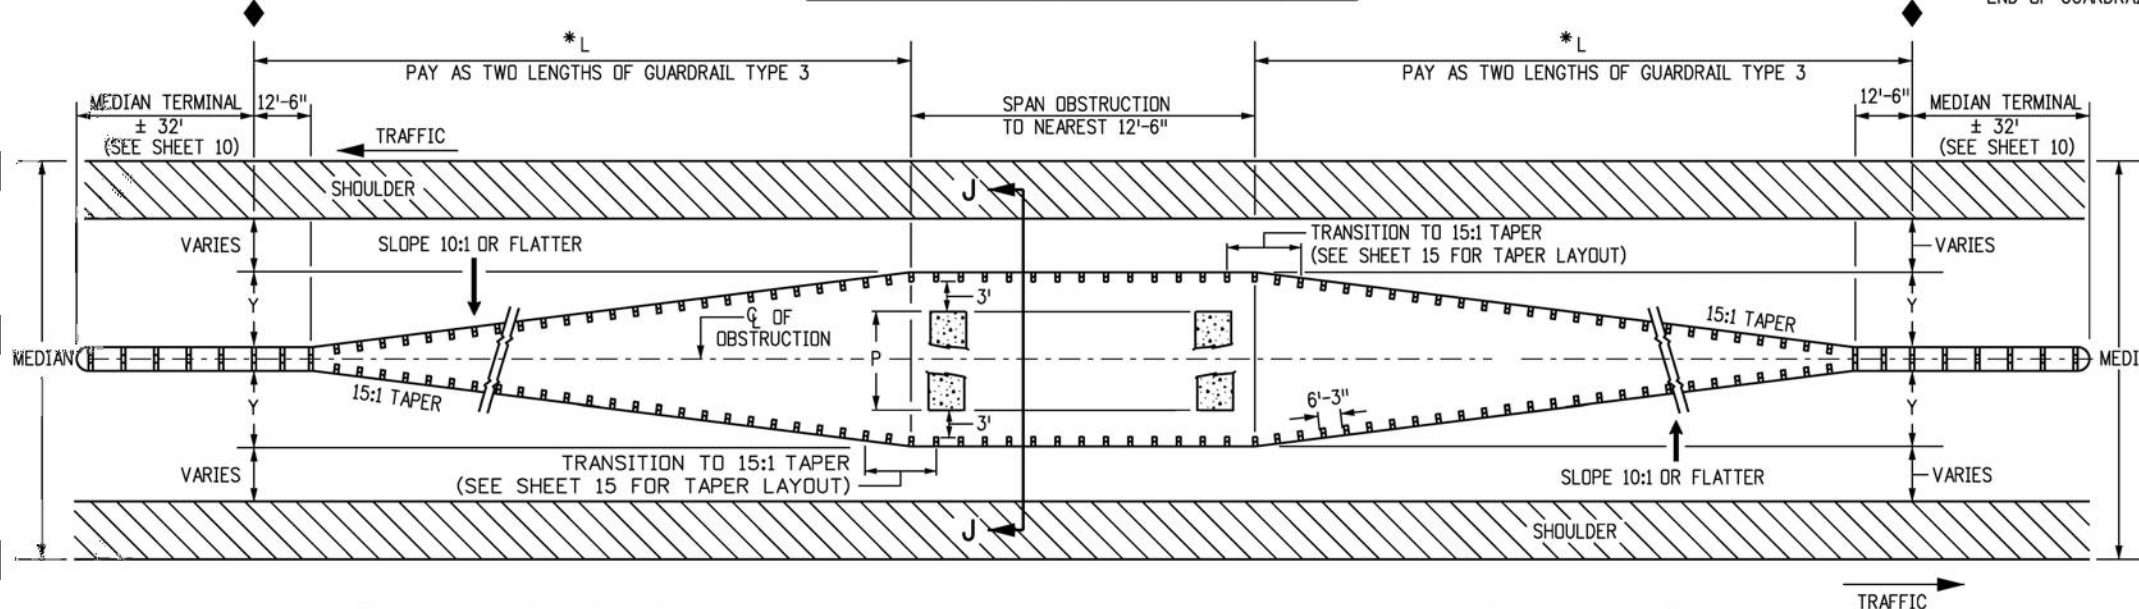 END OF GUARDRAIL
*L
*L
PAY AS TWO LENGTHS OF GUARDRAIL TYPE 3
PAY AS TWO LENGTHS OF GUARDRAIL TYPE 3
MEDIAN TERMINAL
± 32'
(SEE SHEET 10)
12'-6"
SPAN OBSTRUCTION
TO NEAREST 12'-6"
12'-6"
MEDIAN TERMINAL
± 32'
(SEE SHEET 10)
TRAFFIC
SHOULDER
J
VARIES
SLOPE 10:1 OR FLATTER
TRANSITION TO 15:1 TAPER
(SEE SHEET 15 FOR TAPER LAYOUT)
VARIES
Y
3'
℄ OF
OBSTRUCTION
15:1 TAPER
Y
MEDIAN
P
MEDI
15:1 TAPER
6'-3"
Y
3'
Y
TRANSITION TO 15:1 TAPER
(SEE SHEET 15 FOR TAPER LAYOUT)
VARIES
SLOPE 10:1 OR FLATTER
VARIES
J
SHOULDER
TRAFFIC